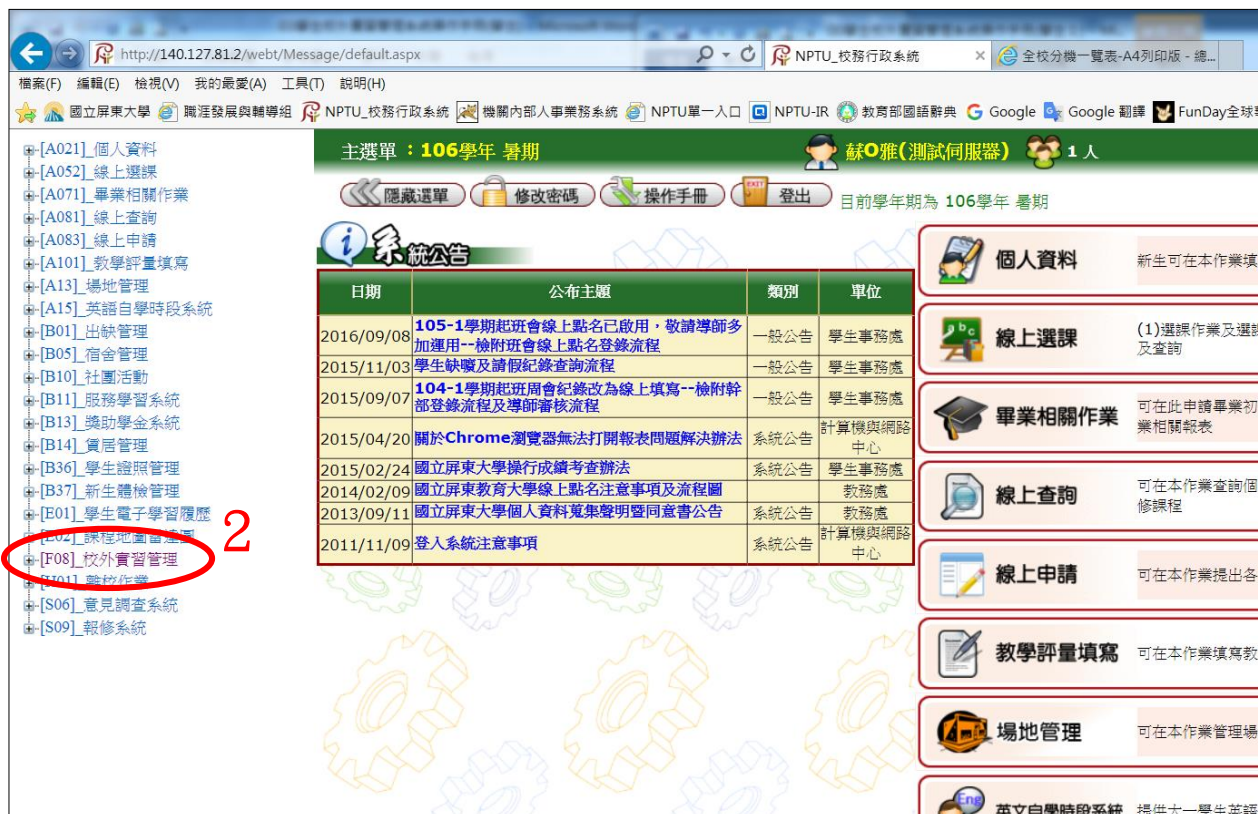 http://140.127.81.2/webt/Message/default.aspx
NPTU_校務行政系統
全校分機一覽表-A4列印版 - 總...
檔案(F) 編輯(E) 檢視(V) 我的最愛(A) 工具(T) 說明(H)
國立屏東大學 職涯發展與輔導組 NPTU_校務行政系統 機關內部人事業務系統 NPTU單一入口 NPTU-IR 教育部國語辭典 Google Google 翻譯 FunDay全球
[A021]_個人資料
[A052]_線上選課
[A071]_畢業相關作業
[A081]_線上查詢
[A083]_線上申請
[A101]_教學評量填寫
[A13]_場地管理
[A15]_英語自學時段系統
[B01]_出缺管理
[B05]_宿舍管理
[B10]_社團活動
[B11]_服務學習系統
[B13]_獎助學金系統
[B14]_賃居管理
[B36]_學生證照管理
[B37]_新生體檢管理
[E01]_學生電子學習履歷
[E02]_課程地圖書建置
[F08]_校外實習管理
[H01]_離校作業
[S06]_意見調查系統
[S09]_報修系統
2
主選單：106學年 暑期
蘇O雅(測試伺服器) 1 人
隱藏選單 修改密碼 操作手冊 EXIT 登出 目前學年期為 106學年 暑期
系統公告
日期 公布主題 類別 單位
2016/09/08 105-1學期起班會線上點名已啟用，敬請導師多加運用--檢附班會線上點名登錄流程 一般公告 學生事務處
2015/11/03 學生缺曠及請假紀錄查詢流程 一般公告 學生事務處
2015/09/07 104-1學期起班周會紀錄改為線上填寫--檢附幹部登錄流程及導師審核流程 一般公告 學生事務處
2015/04/20 關於Chrome瀏覽器無法打開報表問題解決辦法 系統公告 計算機與網路中心
2015/02/24 國立屏東大學操行成績考查辦法 系統公告 學生事務處
2014/02/09 國立屏東教育大學線上點名注意事項及流程圖 教務處
2013/09/11 國立屏東大學個人資料蒐集聲明暨同意書公告 系統公告 教務處
2011/11/09 登入系統注意事項 系統公告 計算機與網路中心
個人資料 新生可在本作業填
線上選課 (1)選課作業及選課
及查詢
畢業相關作業 可在此申請畢業初
業相關報表
線上查詢 可在本作業查詢個
修課程
線上申請 可在本作業提出各
教學評量填寫 可在本作業填寫教
場地管理 可在本作業管理場
Eng 英文自學時段系統 提供大一學生英語